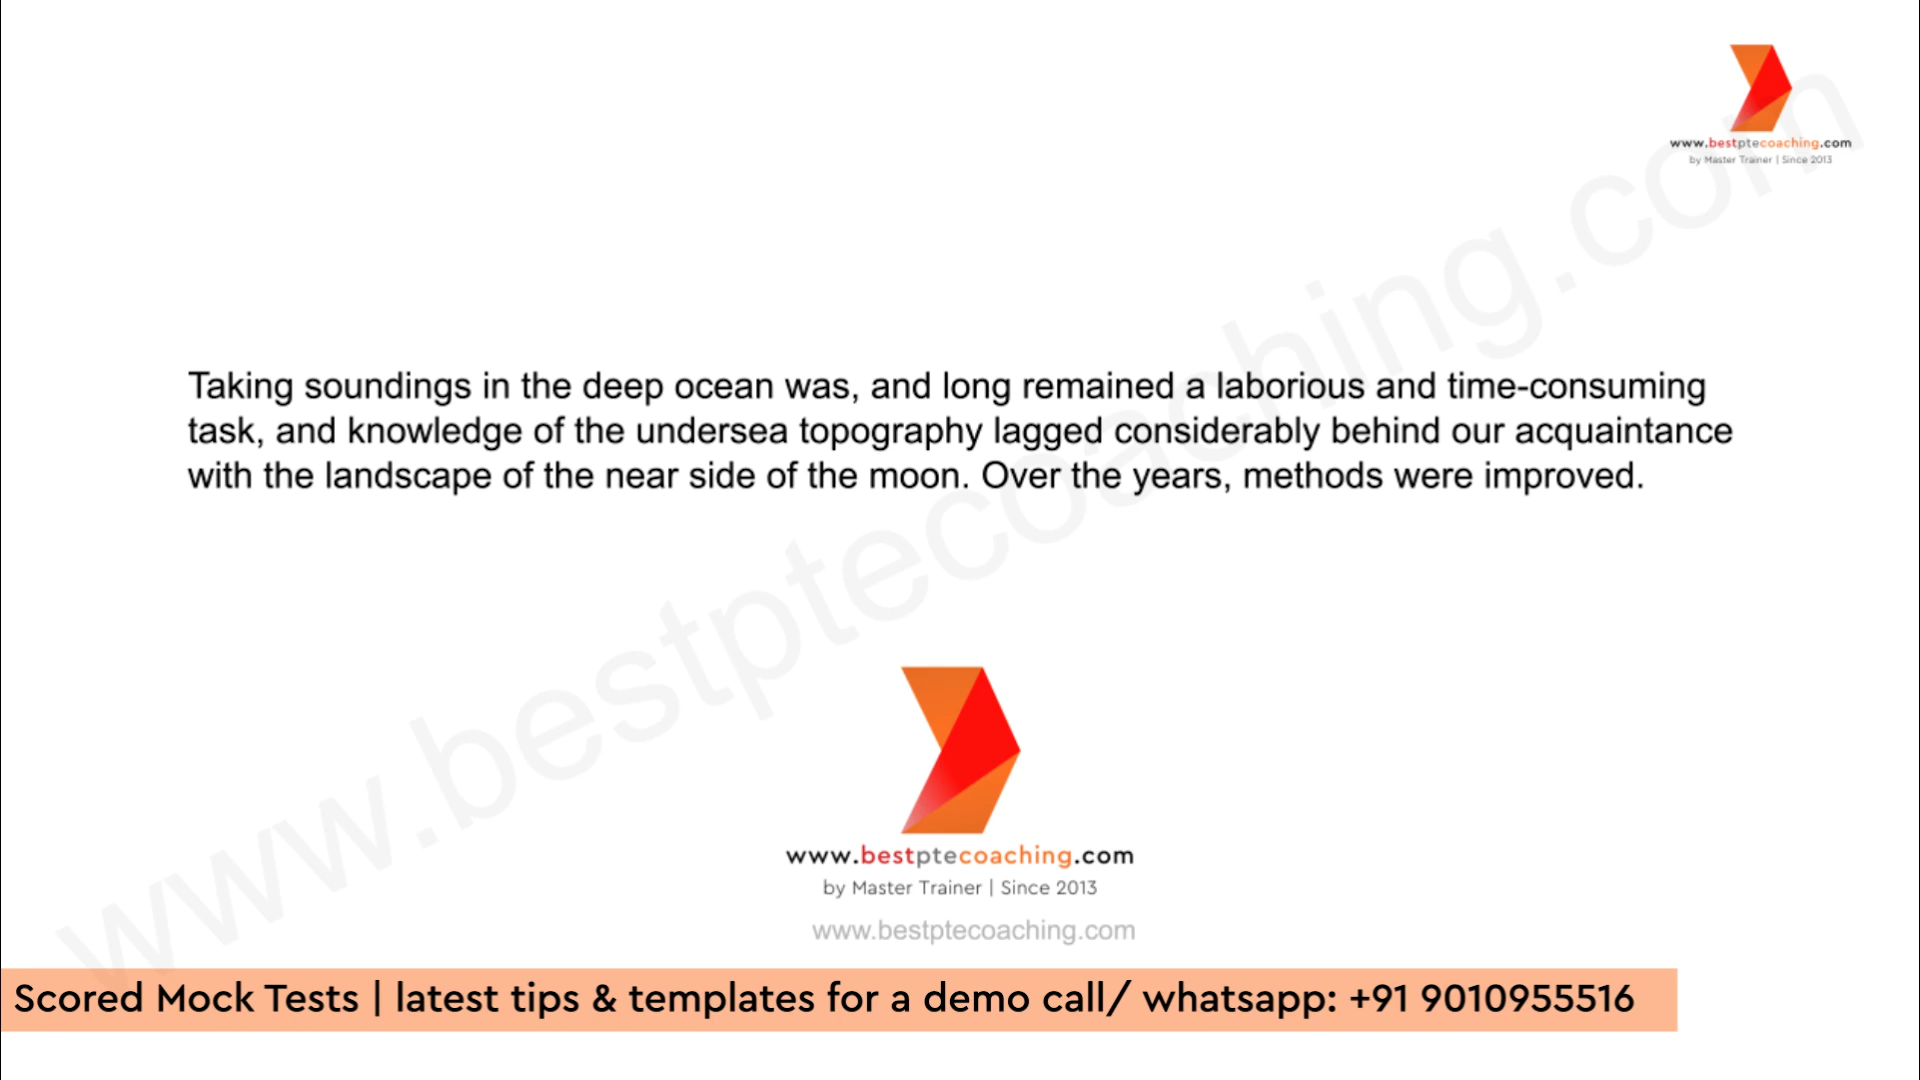 www.bestptecoaching.com
by Master Trainer | Since 2013
Taking soundings in the deep ocean was, and long remained a laborious and time-consuming
task, and knowledge of the undersea topography lagged considerably behind our acquaintance
with the landscape of the near side of the moon. Over the years, methods were improved.
www.bestptecoaching.com
www.bestptecoaching.com
by Master Trainer | Since 2013
www.bestptecoaching.com
Scored Mock Tests | latest tips & templates for a demo call/ whatsapp: +91 9010955516